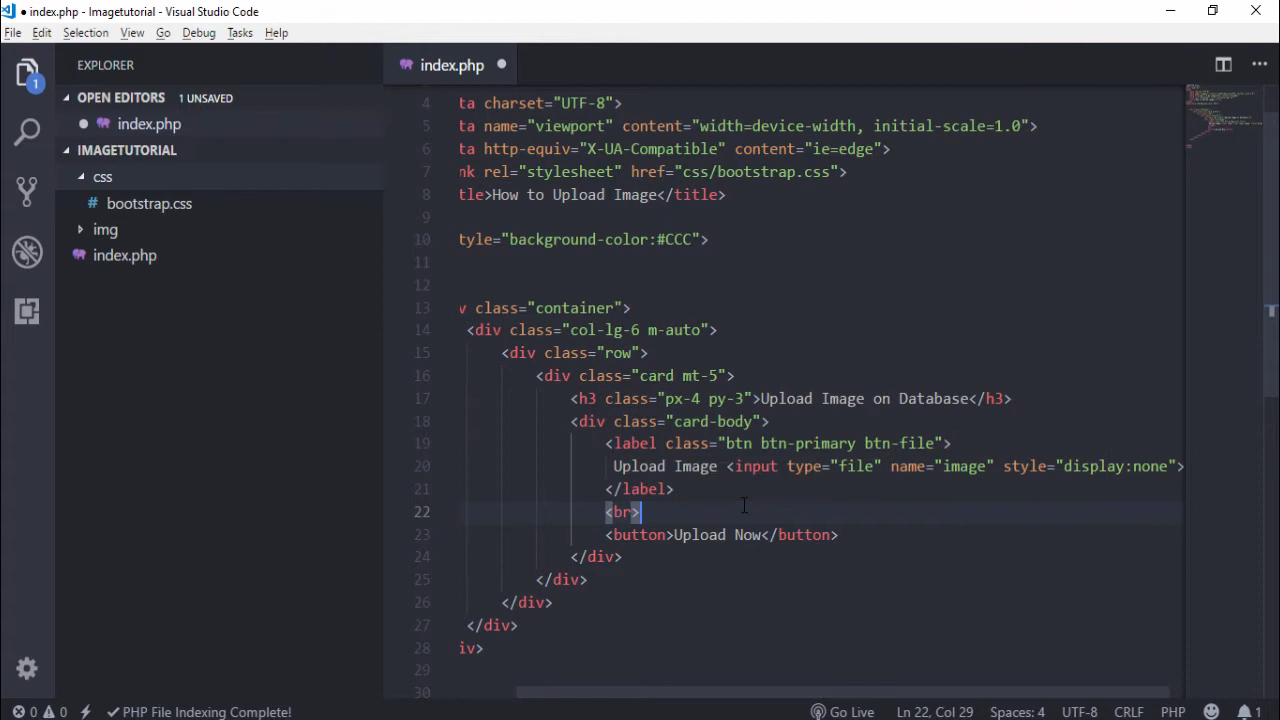 index.php - Imagetutorial - Visual Studio Code
File Edit Selection View Go Debug Tasks Help
EXPLORER
index.php
1
OPEN EDITORS 1 UNSAVED
index.php
IMAGETUTORIAL
css
# bootstrap.css
img
index.php
4 ta charset="UTF-8">
5 ta name="viewport" content="width=device-width, initial-scale=1.0">
6 ta http-equiv="X-UA-Compatible" content="ie=edge">
7 nk rel="stylesheet" href="css/bootstrap.css">
8 tle>How to Upload Image</title>
9
10 tyle="background-color:#CCC">
11
12
13 v class="container">
14 <div class="col-lg-6 m-auto">
15 <div class="row">
16 <div class="card mt-5">
17 <h3 class="px-4 py-3">Upload Image on Database</h3>
18 <div class="card-body">
19 <label class="btn btn-primary btn-file">
20 Upload Image <input type="file" name="image" style="display:none">
21 </label>
22 <br>
23 <button>Upload Now</button>
24 </div>
25 </div>
26 </div>
27 </div>
28 iv>
29
30
0 0 PHP File Indexing Complete! Go Live Ln 22, Col 29 Spaces: 4 UTF-8 CRLF PHP 1